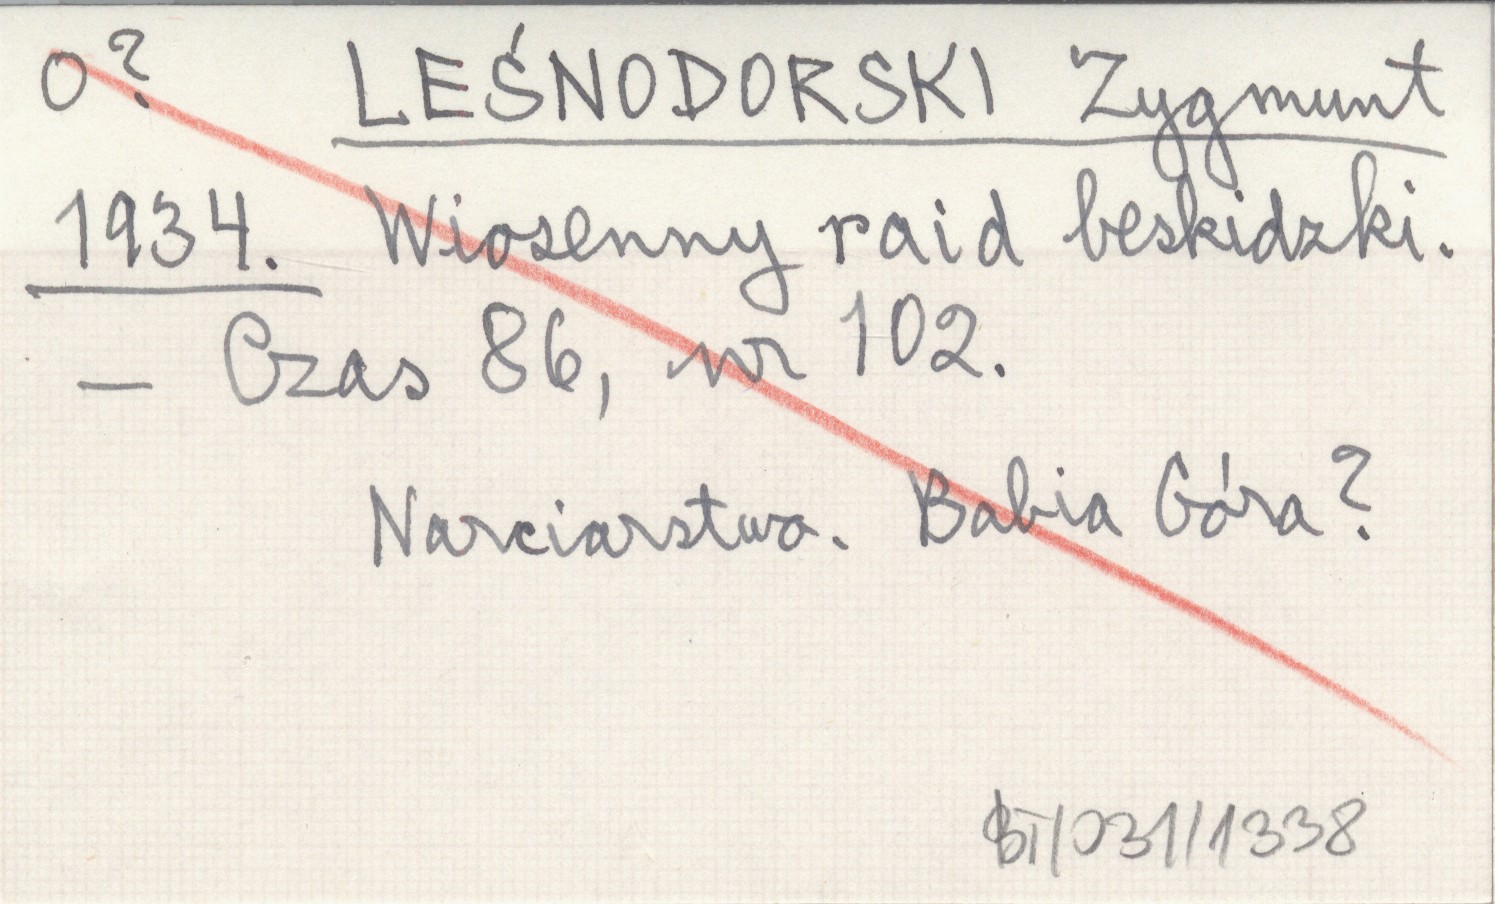 0? LEŚNODORSKI Zygmunt
1934. Wiosenny raid beskidzki.
— Czas 86, nr 102.
Narciarstwo. Babia Góra?
BT/031/1338